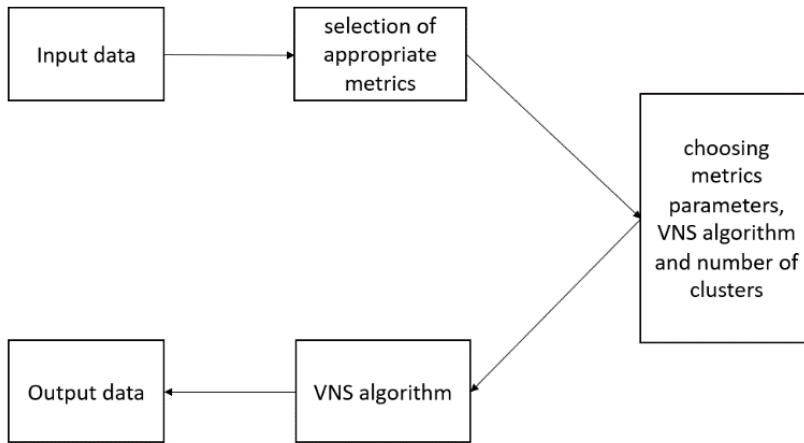 Input data
selection of
appropriate
metrics
choosing
metrics
parameters,
VNS algorithm
and number of
clusters
VNS algorithm
Output data